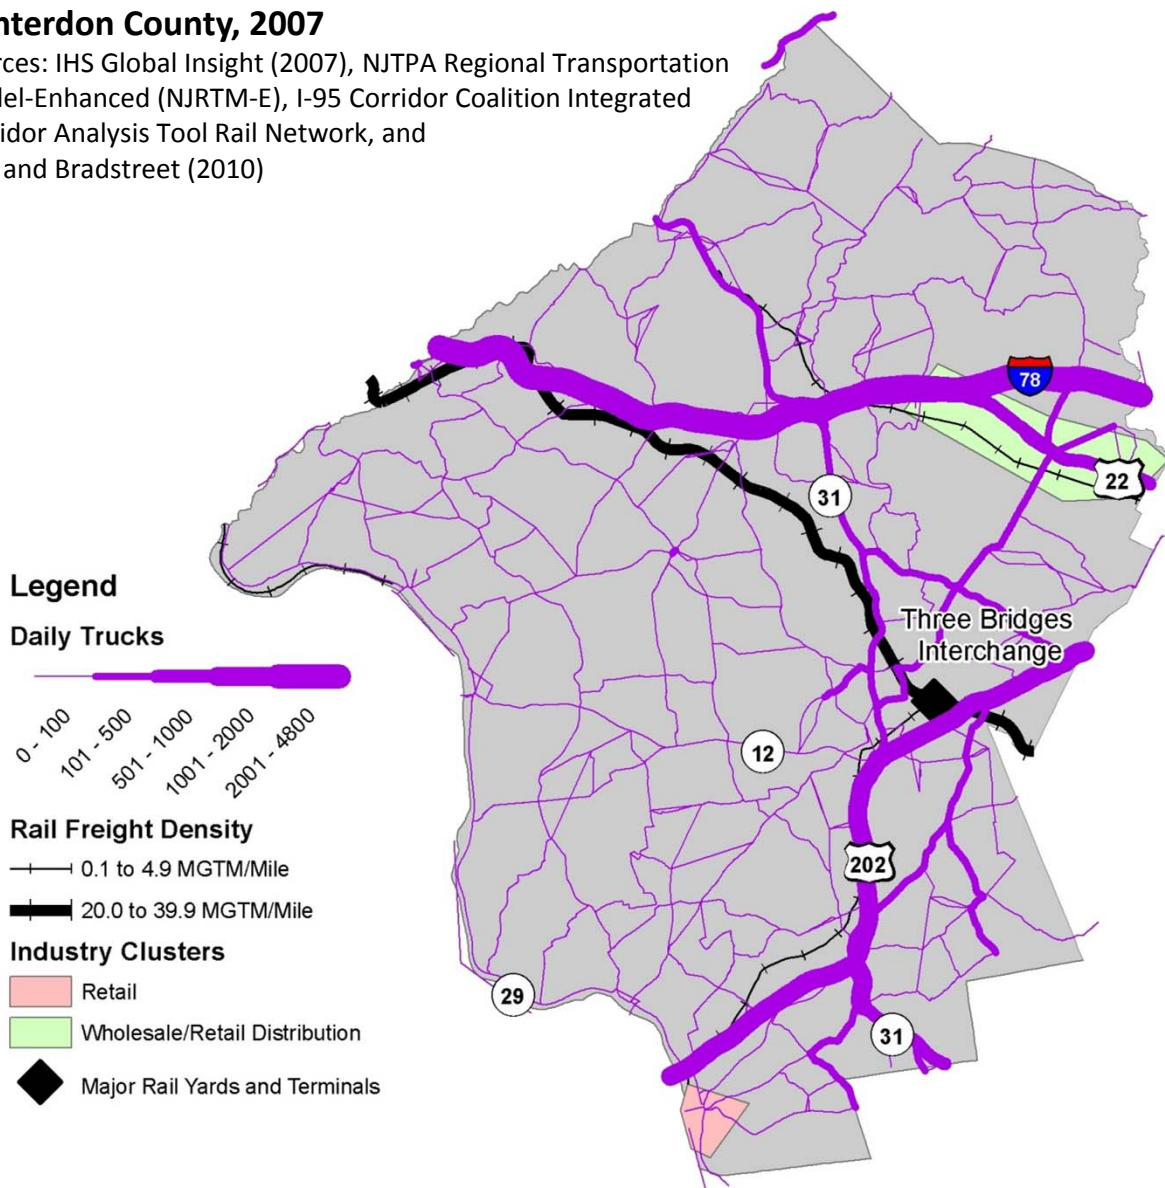 nterdon County, 2007
rces: IHS Global Insight (2007), NJTPA Regional Transportation
del-Enhanced (NJRTM-E), I-95 Corridor Coalition Integrated
ridor Analysis Tool Rail Network, and
and Bradstreet (2010)
78
22
31
Three Bridges
Interchange
12
202
29
31
Legend
Daily Trucks
0 - 100
101 - 500
501 - 1000
1001 - 2000
2001 - 4800
Rail Freight Density
0.1 to 4.9 MGTM/Mile
20.0 to 39.9 MGTM/Mile
Industry Clusters
Retail
Wholesale/Retail Distribution
Major Rail Yards and Terminals